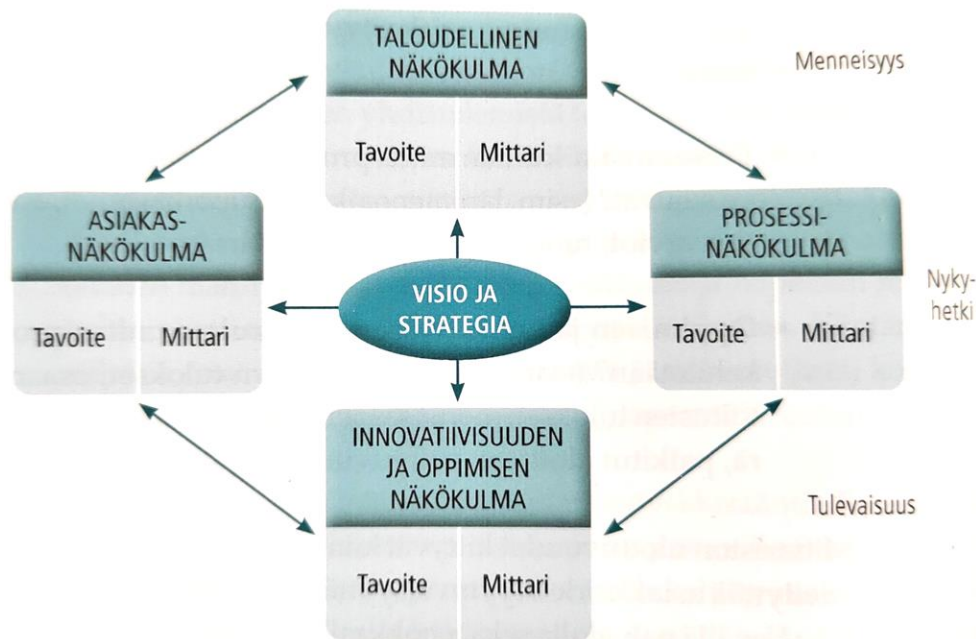 TALOUDELLINEN
NÄKÖKULMA
Menneisyys
Tavoite Mittari
ASIAKAS-
NÄKÖKULMA
PROSESSI-
NÄKÖKULMA
VISIO JA
STRATEGIA
Nyky-
hetki
Tavoite Mittari
Tavoite Mittari
INNOVATIIVISUUDEN
JA OPPIMISEN
NÄKÖKULMA
Tulevaisuus
Tavoite Mittari